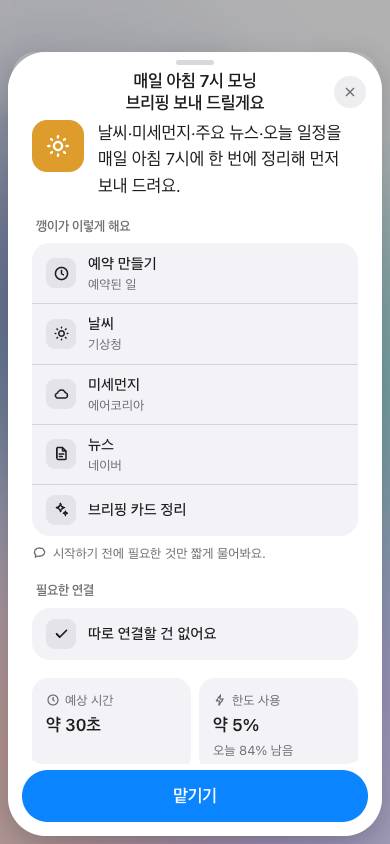 매일 아침 7시 모닝
브리핑 보내 드릴게요
날씨·미세먼지·주요 뉴스·오늘 일정을
매일 아침 7시에 한 번에 정리해 먼저
보내 드려요.
깽이가 이렇게 해요
예약 만들기
예약된 일
날씨
기상청
미세먼지
에어코리아
뉴스
네이버
브리핑 카드 정리
시작하기 전에 필요한 것만 짧게 물어봐요.
필요한 연결
따로 연결할 건 없어요
예상 시간
약 30초
한도 사용
약 5%
오늘 84% 남음
맡기기